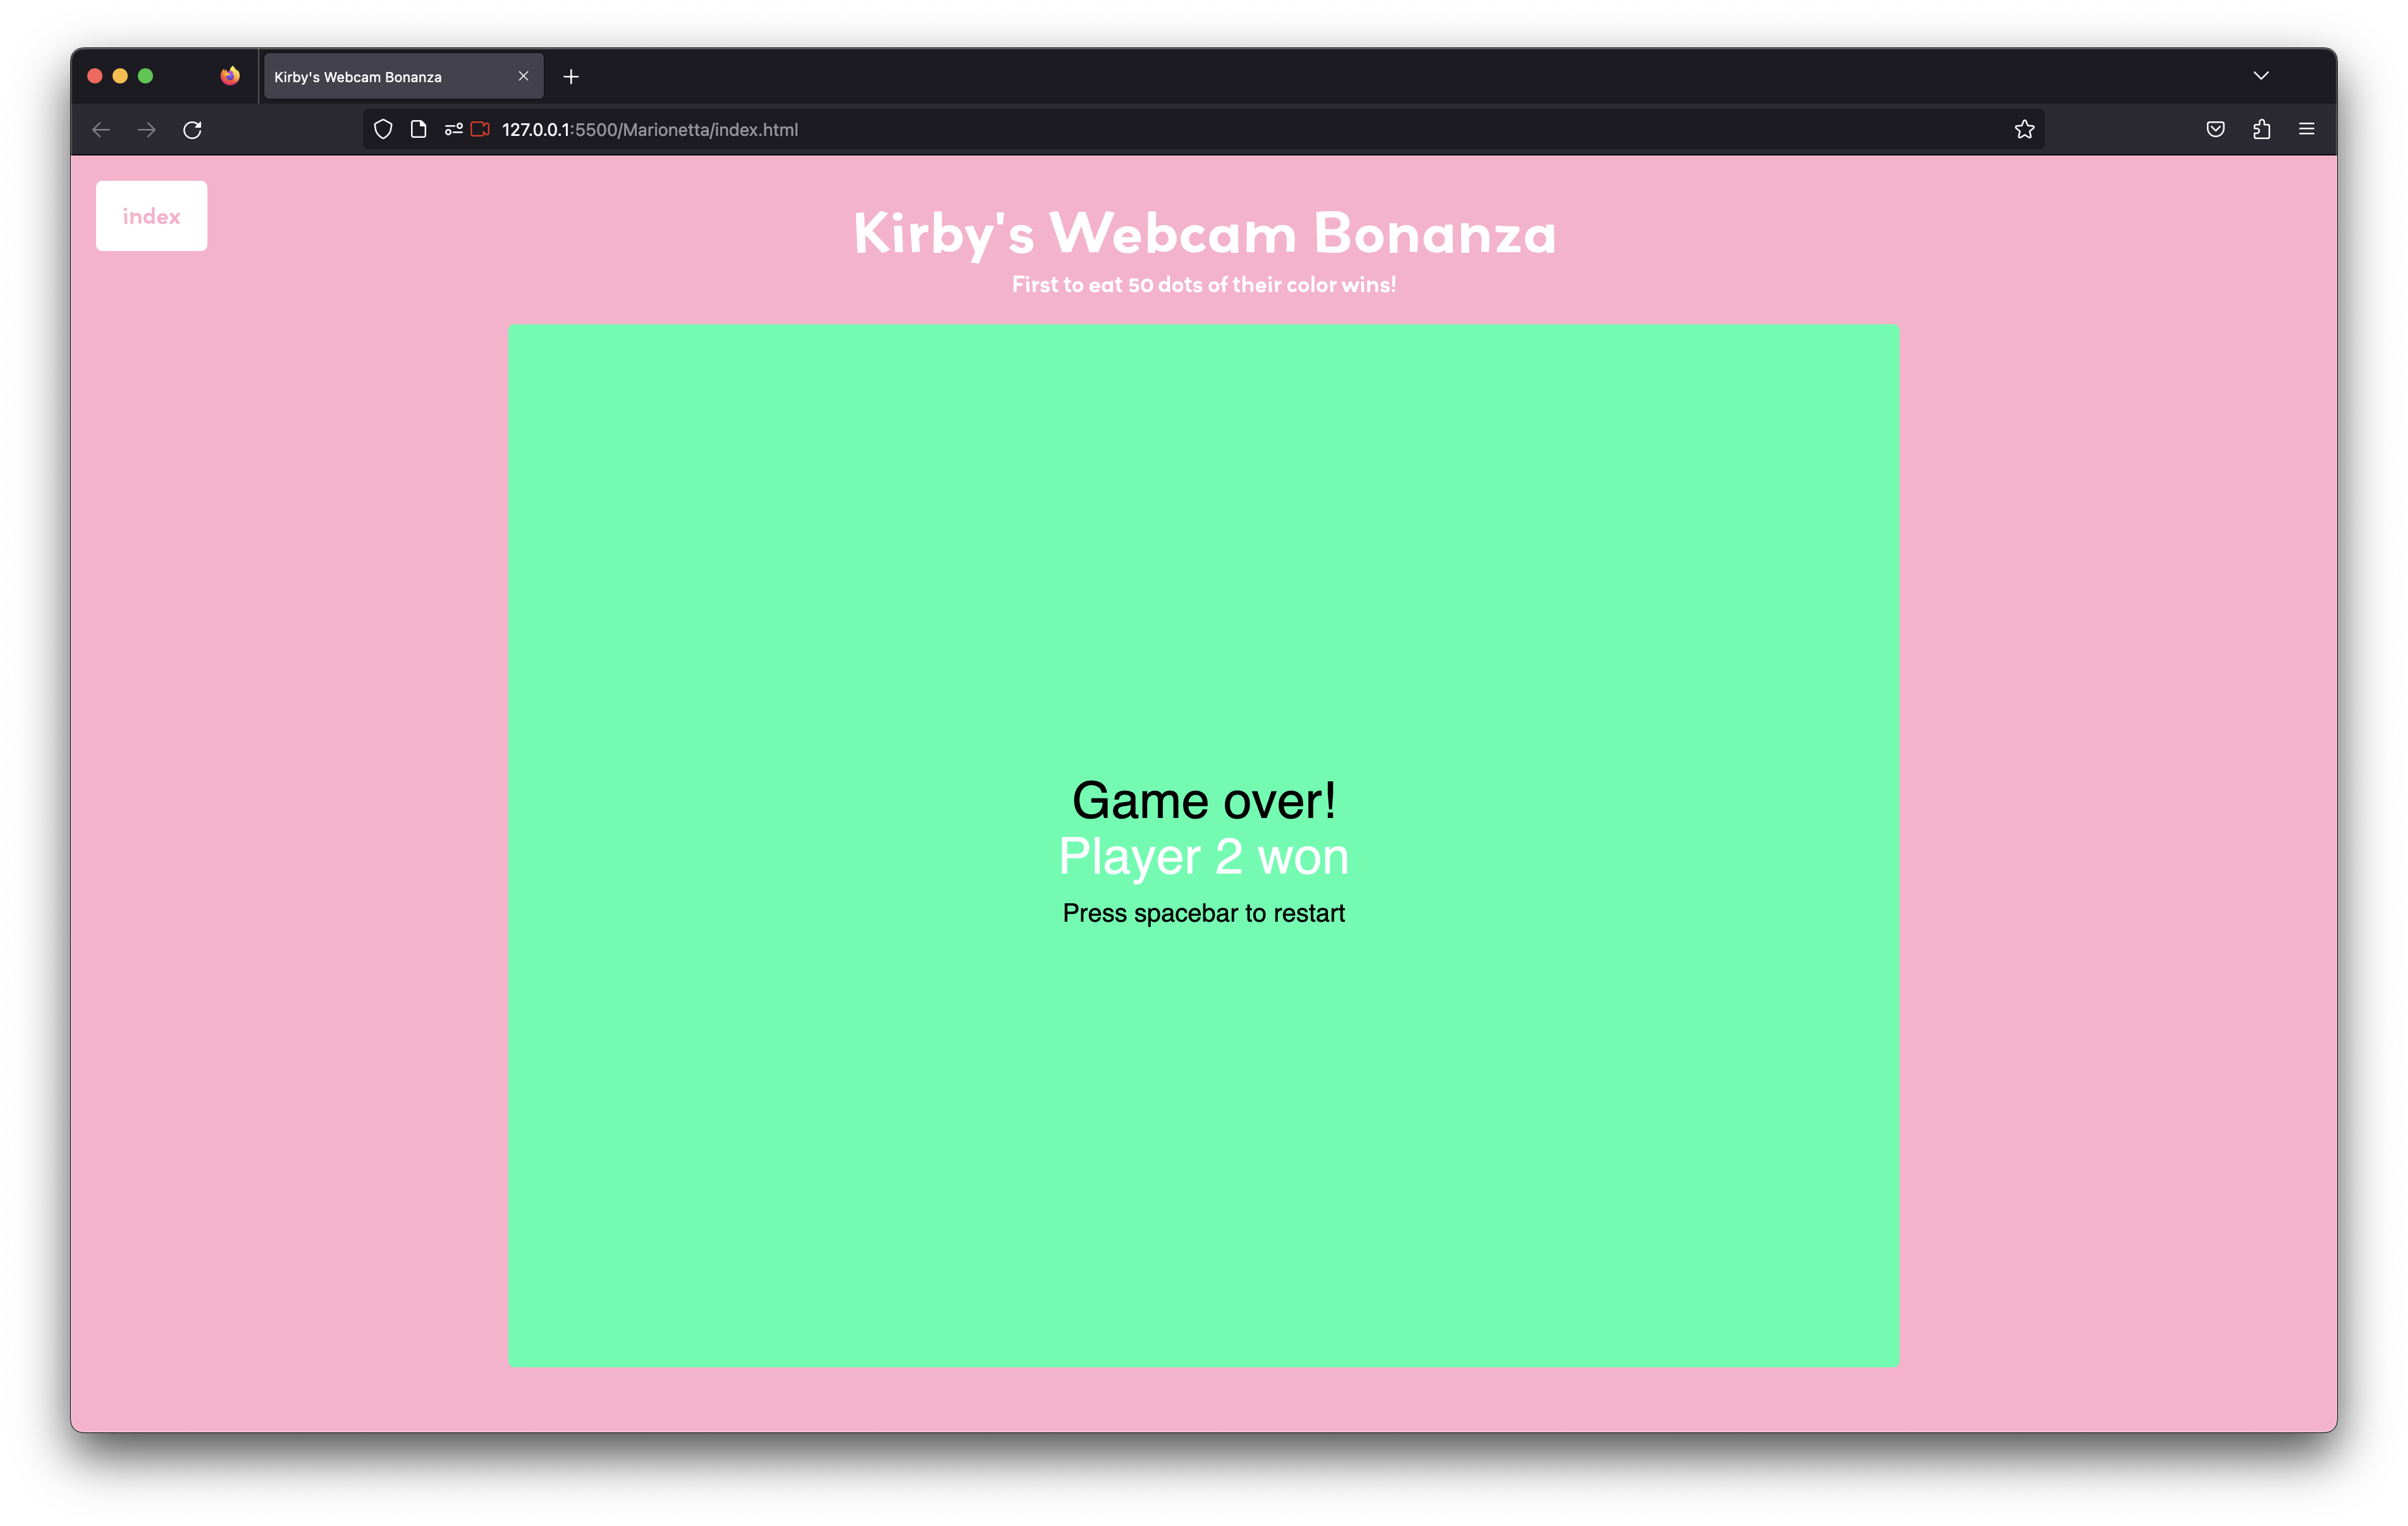 Kirby's Webcam Bonanza
127.0.0.1:5500/Marionetta/index.html
index
Kirby's Webcam Bonanza
First to eat 50 dots of their color wins!
Game over!
Player 2 won
Press spacebar to restart